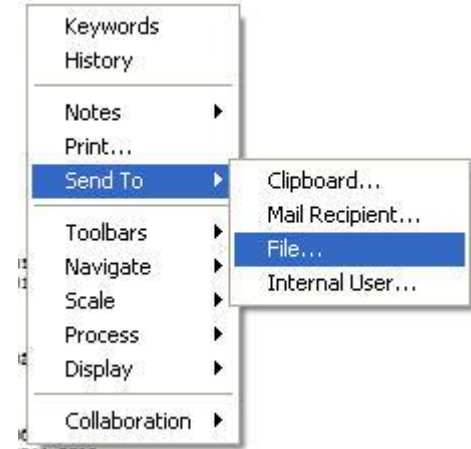 Keywords
History
Notes
Print...
Send To
Toolbars
Navigate
Scale
Process
Display
Collaboration
Clipboard...
Mail Recipient...
File...
Internal User...